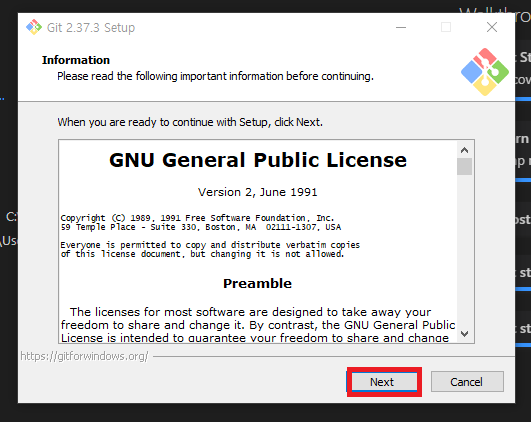 Git 2.37.3 Setup
Information
Please read the following important information before continuing.
When you are ready to continue with Setup, click Next.
GNU General Public License
Version 2, June 1991
Copyright (C) 1989, 1991 Free Software Foundation, Inc.
59 Temple Place - Suite 330, Boston, MA  02111-1307, USA
Everyone is permitted to copy and distribute verbatim copies
of this license document, but changing it is not allowed.
Preamble
The licenses for most software are designed to take away your
freedom to share and change it. By contrast, the GNU General Public
License is intended to guarantee your freedom to share and change
https://gitforwindows.org/
Next
Cancel